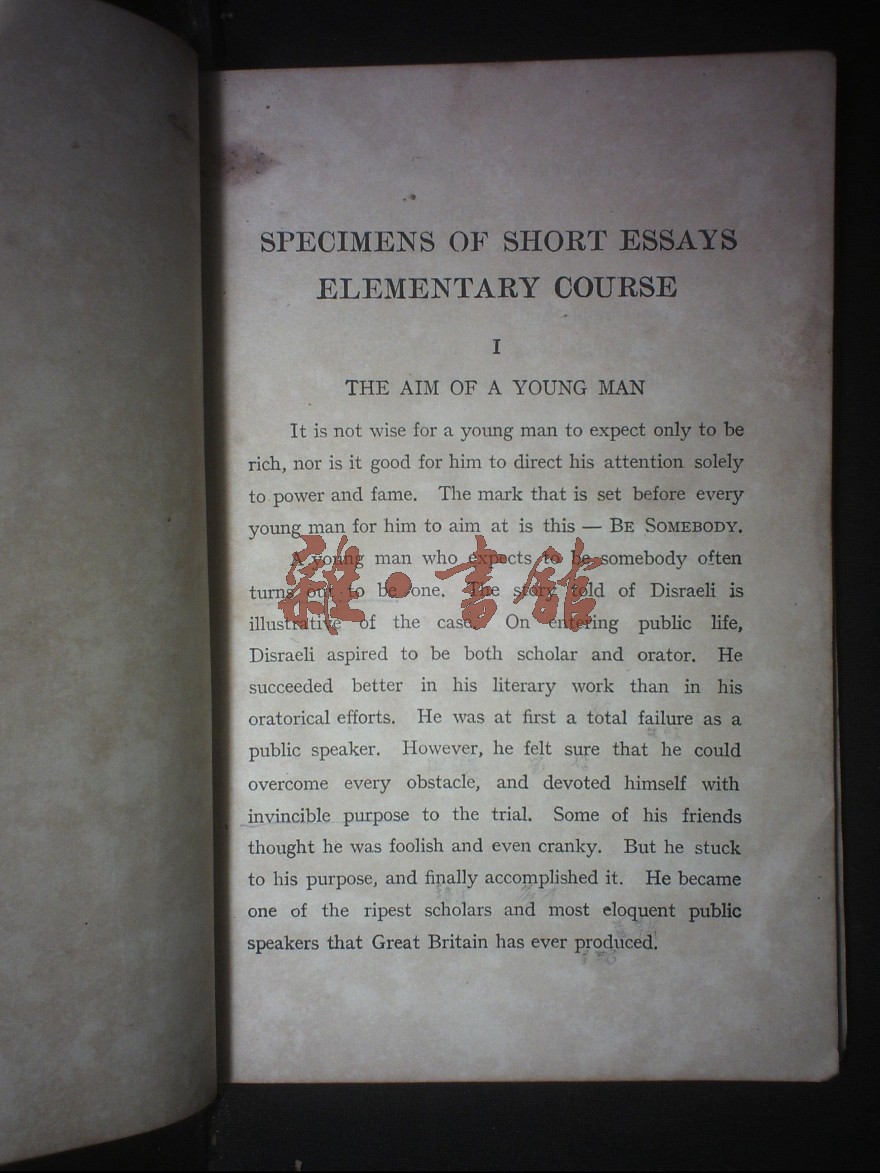 SPECIMENS OF SHORT ESSAYS
ELEMENTARY COURSE
I
THE AIM OF A YOUNG MAN
It is not wise for a young man to expect only to be
rich, nor is it good for him to direct his attention solely
to power and fame. The mark that is set before every
young man for him to aim at is this — BE SOMEBODY.
A young man who expects to be somebody often
turns out to be one. The story told of Disraeli is
illustrative of the case. On entering public life,
Disraeli aspired to be both scholar and orator. He
succeeded better in his literary work than in his
oratorical efforts. He was at first a total failure as a
public speaker. However, he felt sure that he could
overcome every obstacle, and devoted himself with
invincible purpose to the trial. Some of his friends
thought he was foolish and even cranky. But he stuck
to his purpose, and finally accomplished it. He became
one of the ripest scholars and most eloquent public
speakers that Great Britain has ever produced.
雜·書館